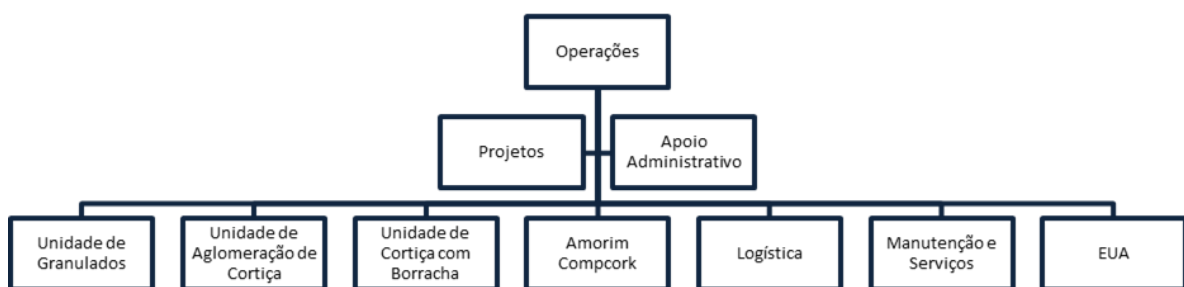 Operações
Projetos
Apoio
Administrativo
Unidade de
Granulados
Unidade de
Aglomeração de
Cortiça
Unidade de
Cortiça com
Borracha
Amorim
Compcork
Logística
Manutenção e
Serviços
EUA